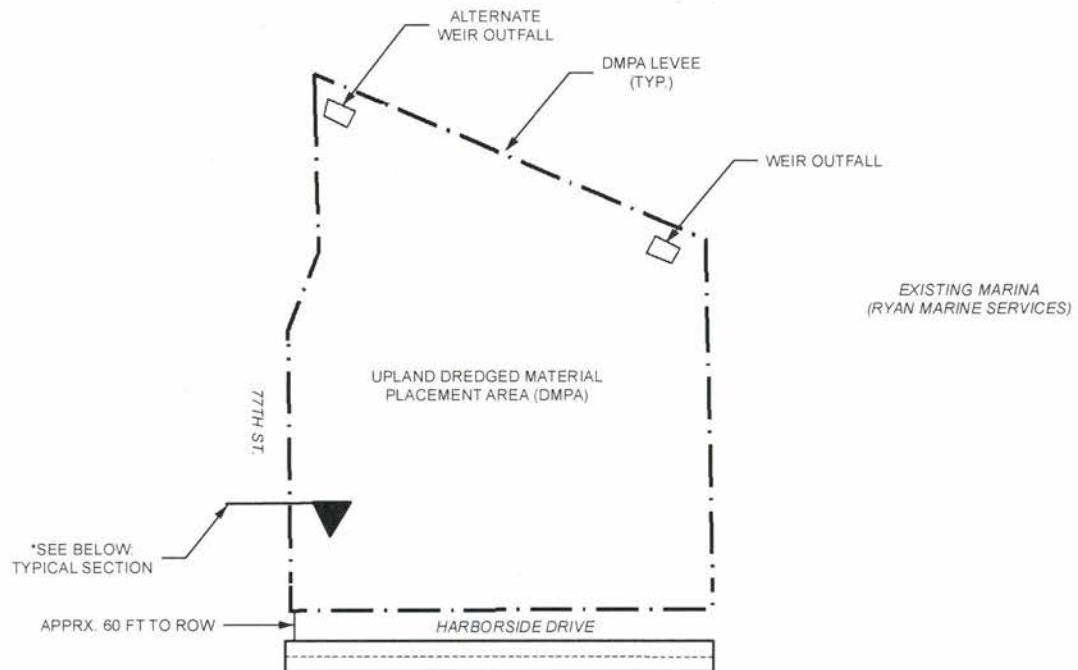 ALTERNATE
WEIR OUTFALL
DMPA LEVEE
(TYP.)
WEIR OUTFALL
EXISTING MARINA
(RYAN MARINE SERVICES)
UPLAND DREDGED MATERIAL
PLACEMENT AREA (DMPA)
77TH ST.
*SEE BELOW:
TYPICAL SECTION
APPRX. 60 FT TO ROW
HARBORSIDE DRIVE